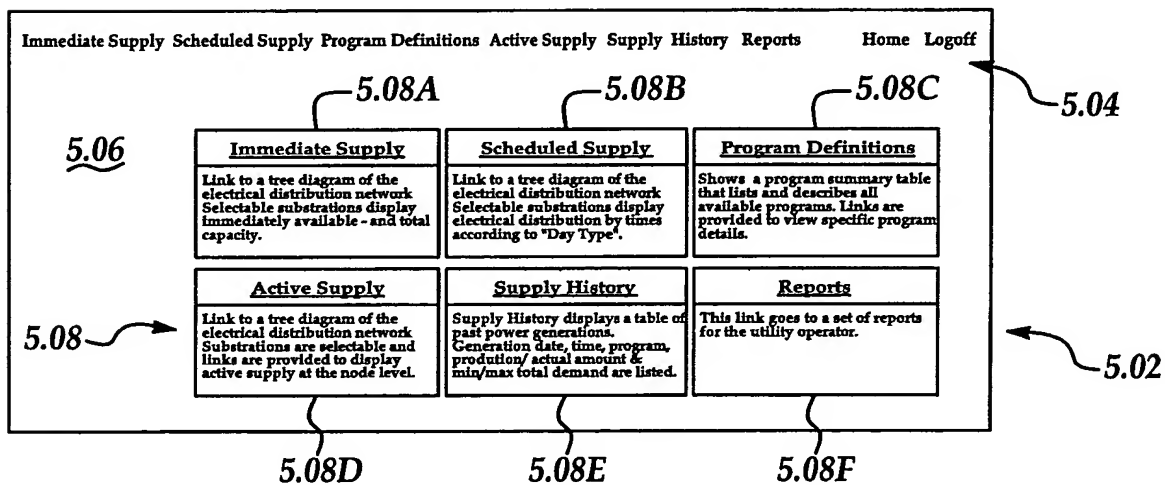 Immediate Supply Scheduled Supply Program Definitions Active Supply Supply History Reports Home Logoff
5.08A 5.08B 5.08C
5.04
5.06
Immediate Supply
Link to a tree diagram of the
electrical distribution network
Selectable substrations display
immediately available - and total
capacity.
Scheduled Supply
Link to a tree diagram of the
electrical distribution network
Selectable substrations display
electrical distribution by times
according to "Day Type".
Program Definitions
Shows a program summary table
that lists and describes all
available programs. Links are
provided to view specific program
details.
Active Supply
Link to a tree diagram of the
electrical distribution network
Substrations are selectable and
links are provided to display
active supply at the node level.
Supply History
Supply History displays a table of
past power generations.
Generation date, time, program,
prodution/ actual amount &
min/max total demand are listed.
Reports
This link goes to a set of reports
for the utility operator.
5.08
5.02
5.08D 5.08E 5.08F